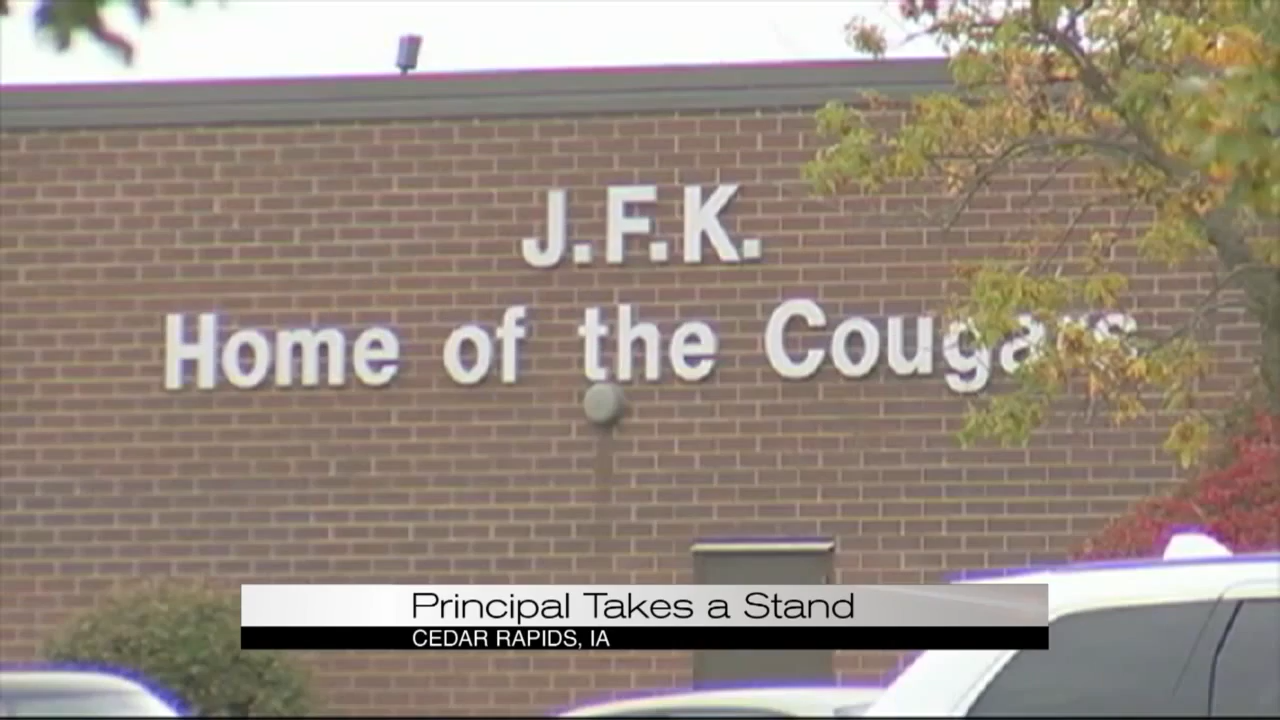 J.F.K.
Home of the Cougars
Principal Takes a Stand
CEDAR RAPIDS, IA